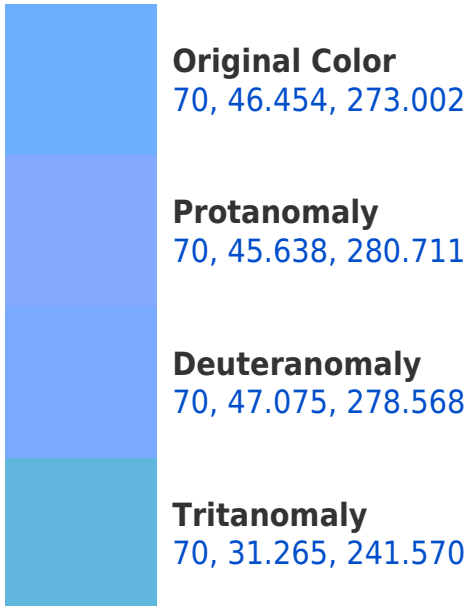 Original Color
70, 46.454, 273.002
Protanomaly
70, 45.638, 280.711
Deuteranomaly
70, 47.075, 278.568
Tritanomaly
70, 31.265, 241.570